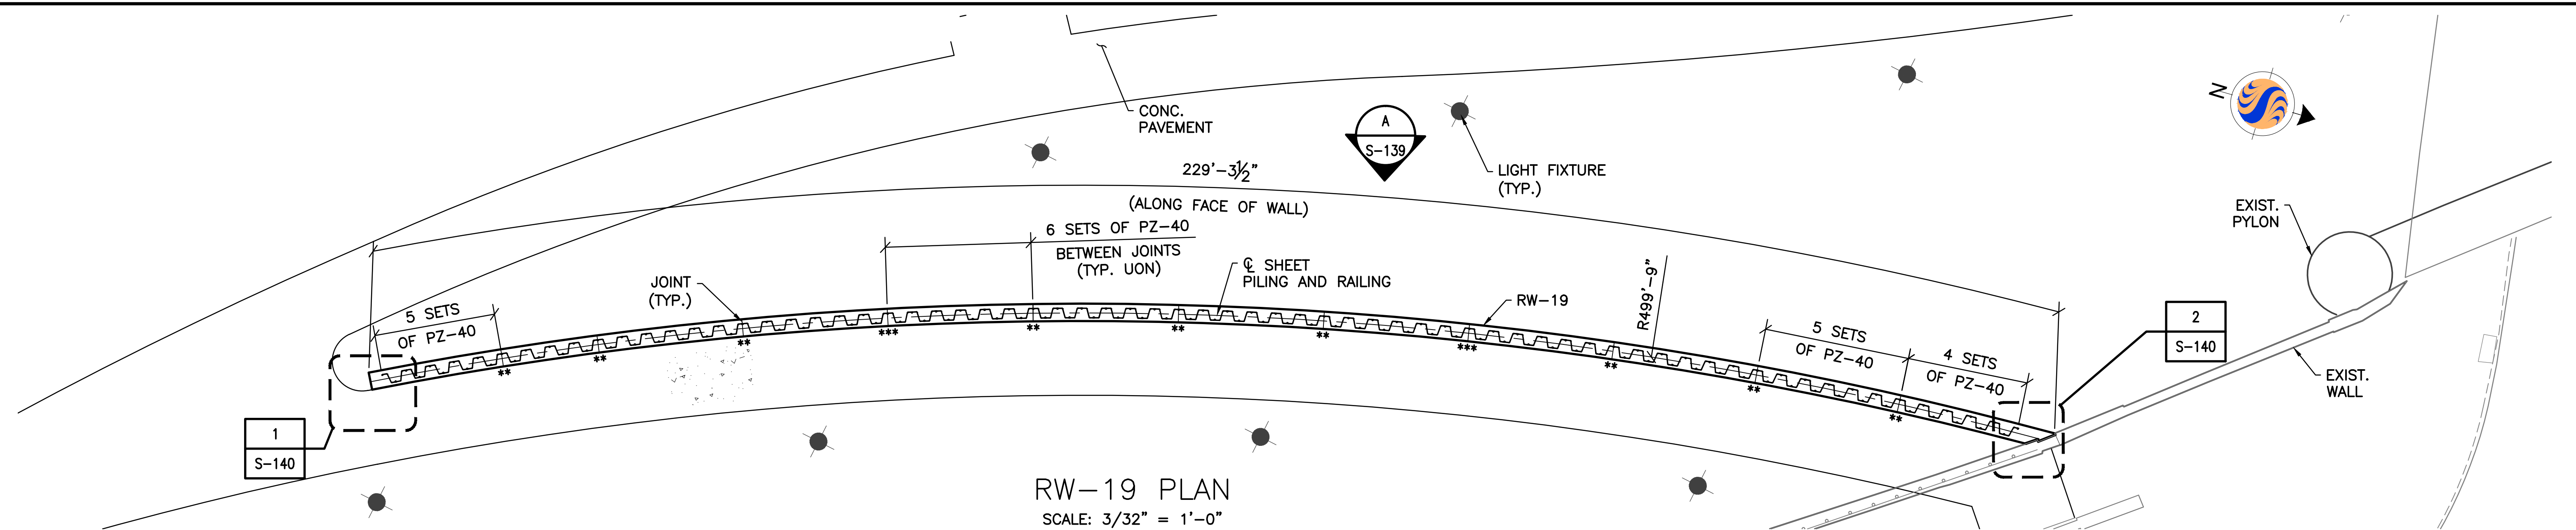 CONC.
PAVEMENT
A
S-139
LIGHT FIXTURE
(TYP.)
229'-3½"
(ALONG FACE OF WALL)
N
EXIST.
PYLON
6 SETS OF PZ-40
BETWEEN JOINTS
(TYP. UON)
℄ SHEET
PILING AND RAILING
JOINT
(TYP.)
5 SETS
OF PZ-40
RW-19
R499'-9"
5 SETS
OF PZ-40
4 SETS
OF PZ-40
2
S-140
EXIST.
WALL
**
**
**
***
**
**
**
***
**
**
**
1
S-140
RW-19 PLAN
SCALE: 3/32" = 1'-0"